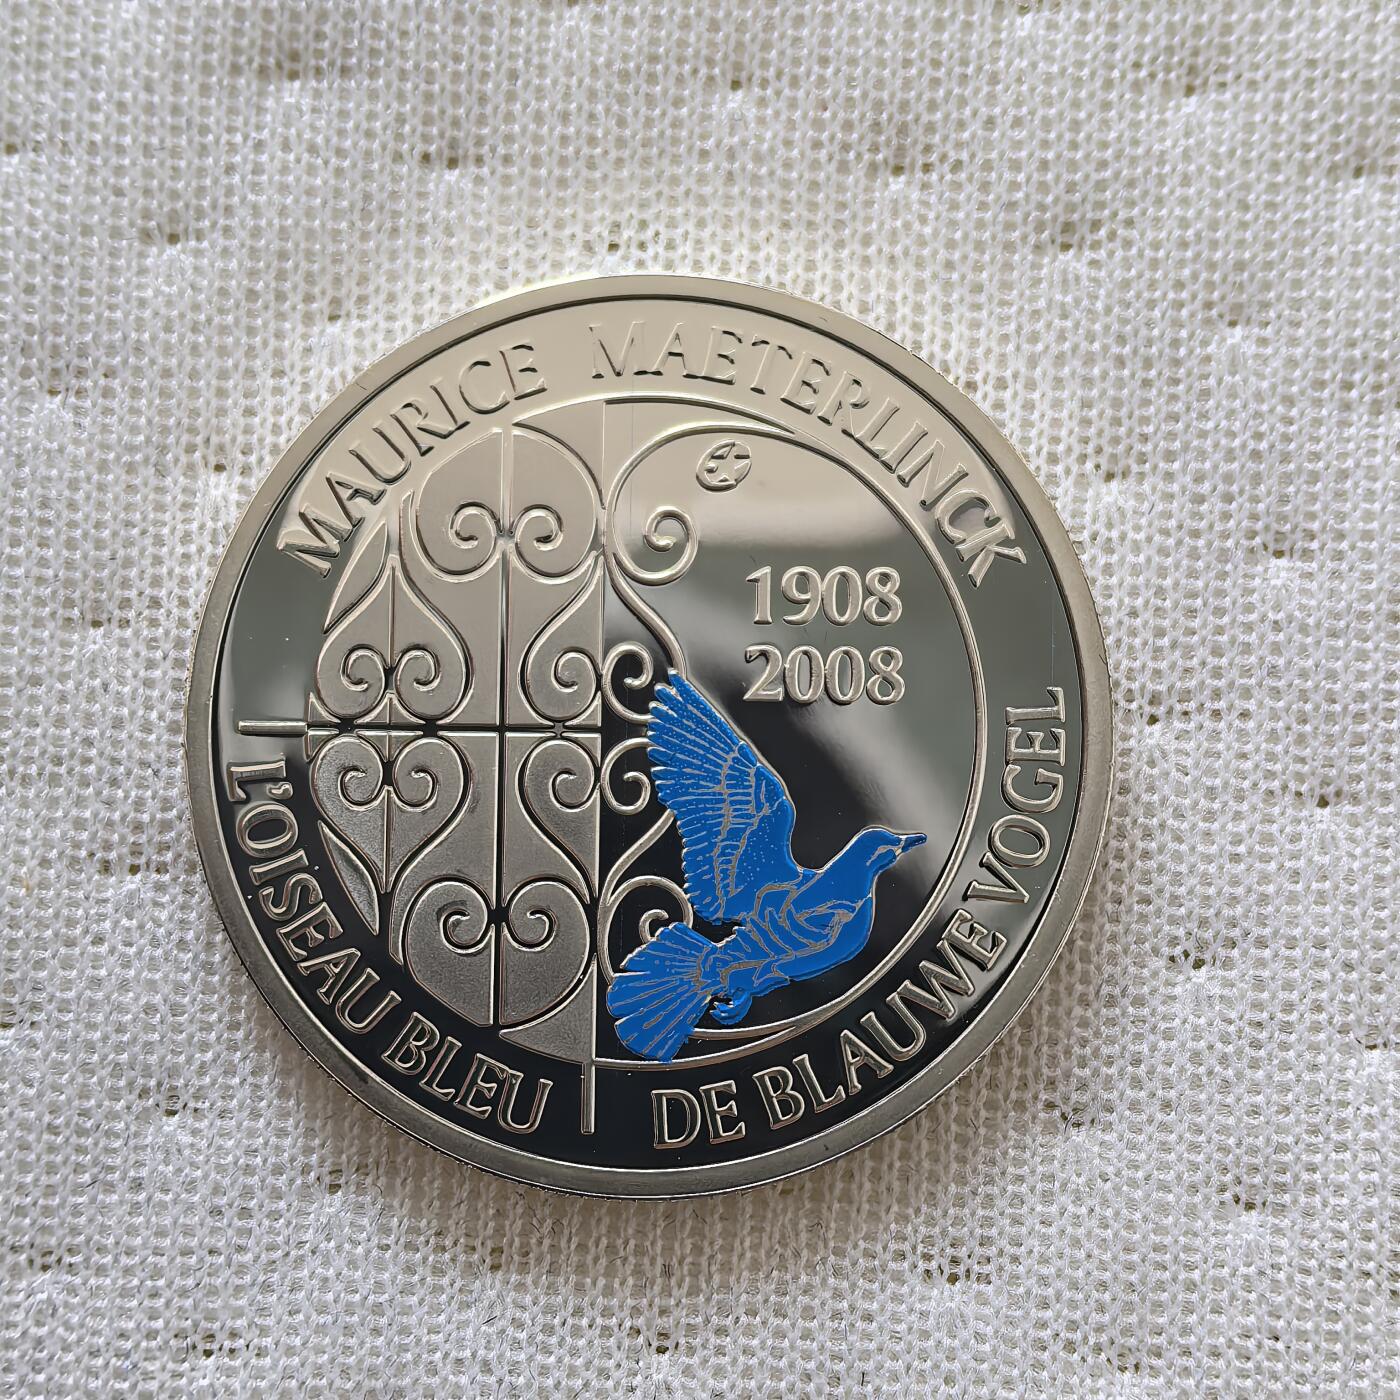 MAURICE MAETERLINCK
1908
2008
L'OISEAU BLEU
DE BLAUWE VOGEL